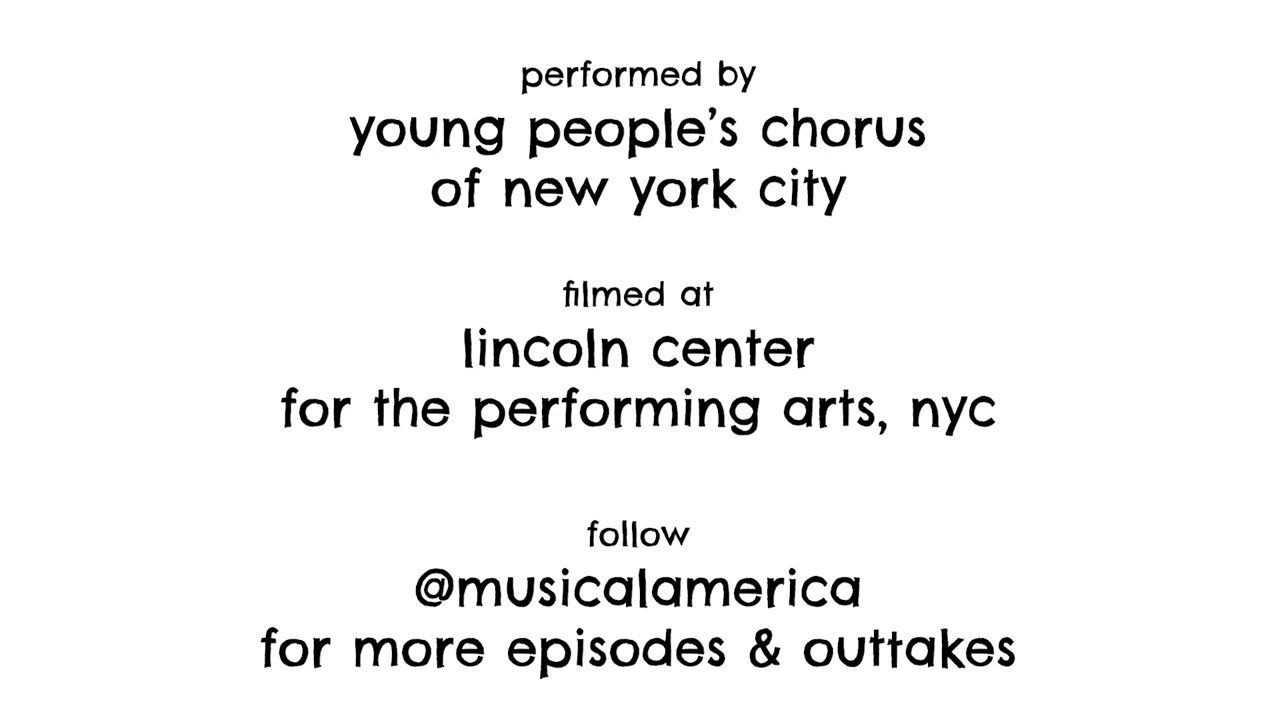 performed by
young people's chorus
of new york city
filmed at
lincoln center
for the performing arts, nyc
follow
@musicalamerica
for more episodes & outtakes